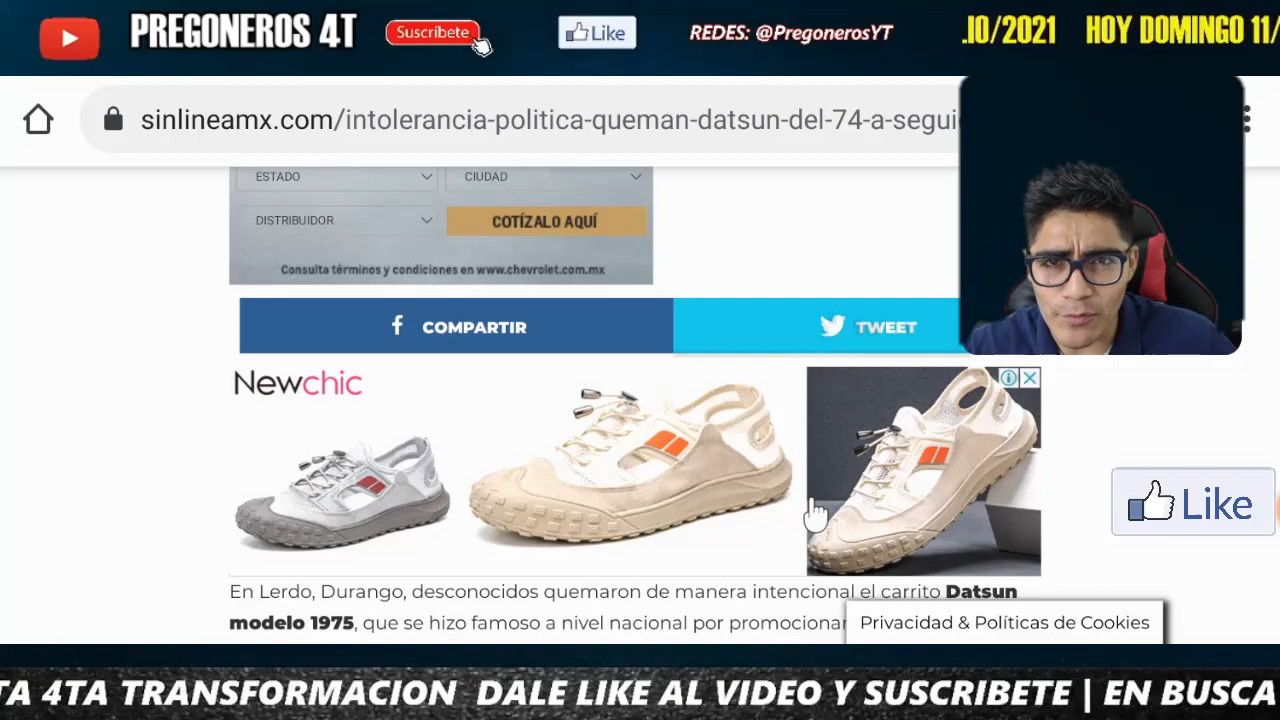 PREGONEROS 4T
Suscríbete
Like
REDES: @PregonerosYT
.10/2021 HOY DOMINGO 11/
sinlineamx.com/intolerancia-politica-queman-datsun-del-74-a-segui
ESTADO
CIUDAD
DISTRIBUIDOR
COTÍZALO AQUÍ
Consulta términos y condiciones en www.chevrolet.com.mx
COMPARTIR
TWEET
Newchic
Like
En Lerdo, Durango, desconocidos quemaron de manera intencional el carrito Datsun
modelo 1975, que se hizo famoso a nivel nacional por promocionar
Privacidad & Políticas de Cookies
TA 4TA TRANSFORMACION DALE LIKE AL VIDEO Y SUSCRIBETE | EN BUSCA